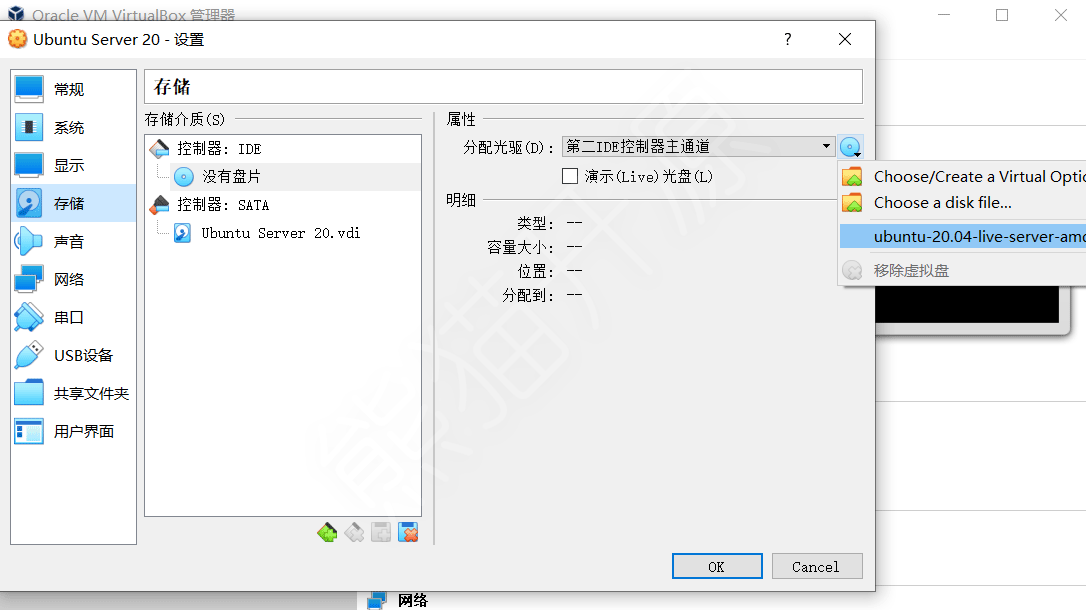 Oracle VM VirtualBox 管理器
Ubuntu Server 20 - 设置
?
常规
系统
显示
存储
声音
网络
串口
USB设备
共享文件夹
用户界面
存储
存储介质(S)
控制器: IDE
没有盘片
控制器: SATA
Ubuntu Server 20.vdi
属性
分配光驱(D): 第二IDE控制器主通道
演示(Live)光盘(L)
明细
类型: --
容量大小: --
位置: --
分配到: --
Choose/Create a Virtual Optic
Choose a disk file...
ubuntu-20.04-live-server-amd
移除虚拟盘
OK
Cancel
网络
熊猫开源